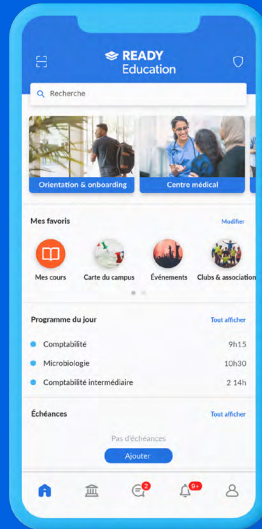 READY
Education
Recherche
Orientation & onboarding
Centre médical
Mes favoris
Modifier
Mes cours
Carte du campus
Événements
Clubs & association
Programme du jour
Tout afficher
Comptabilité
9h15
Microbiologie
10h30
Comptabilité intermédiaire
2 14h
Échéances
Tout afficher
Pas d'échéances
Ajouter
2
9+